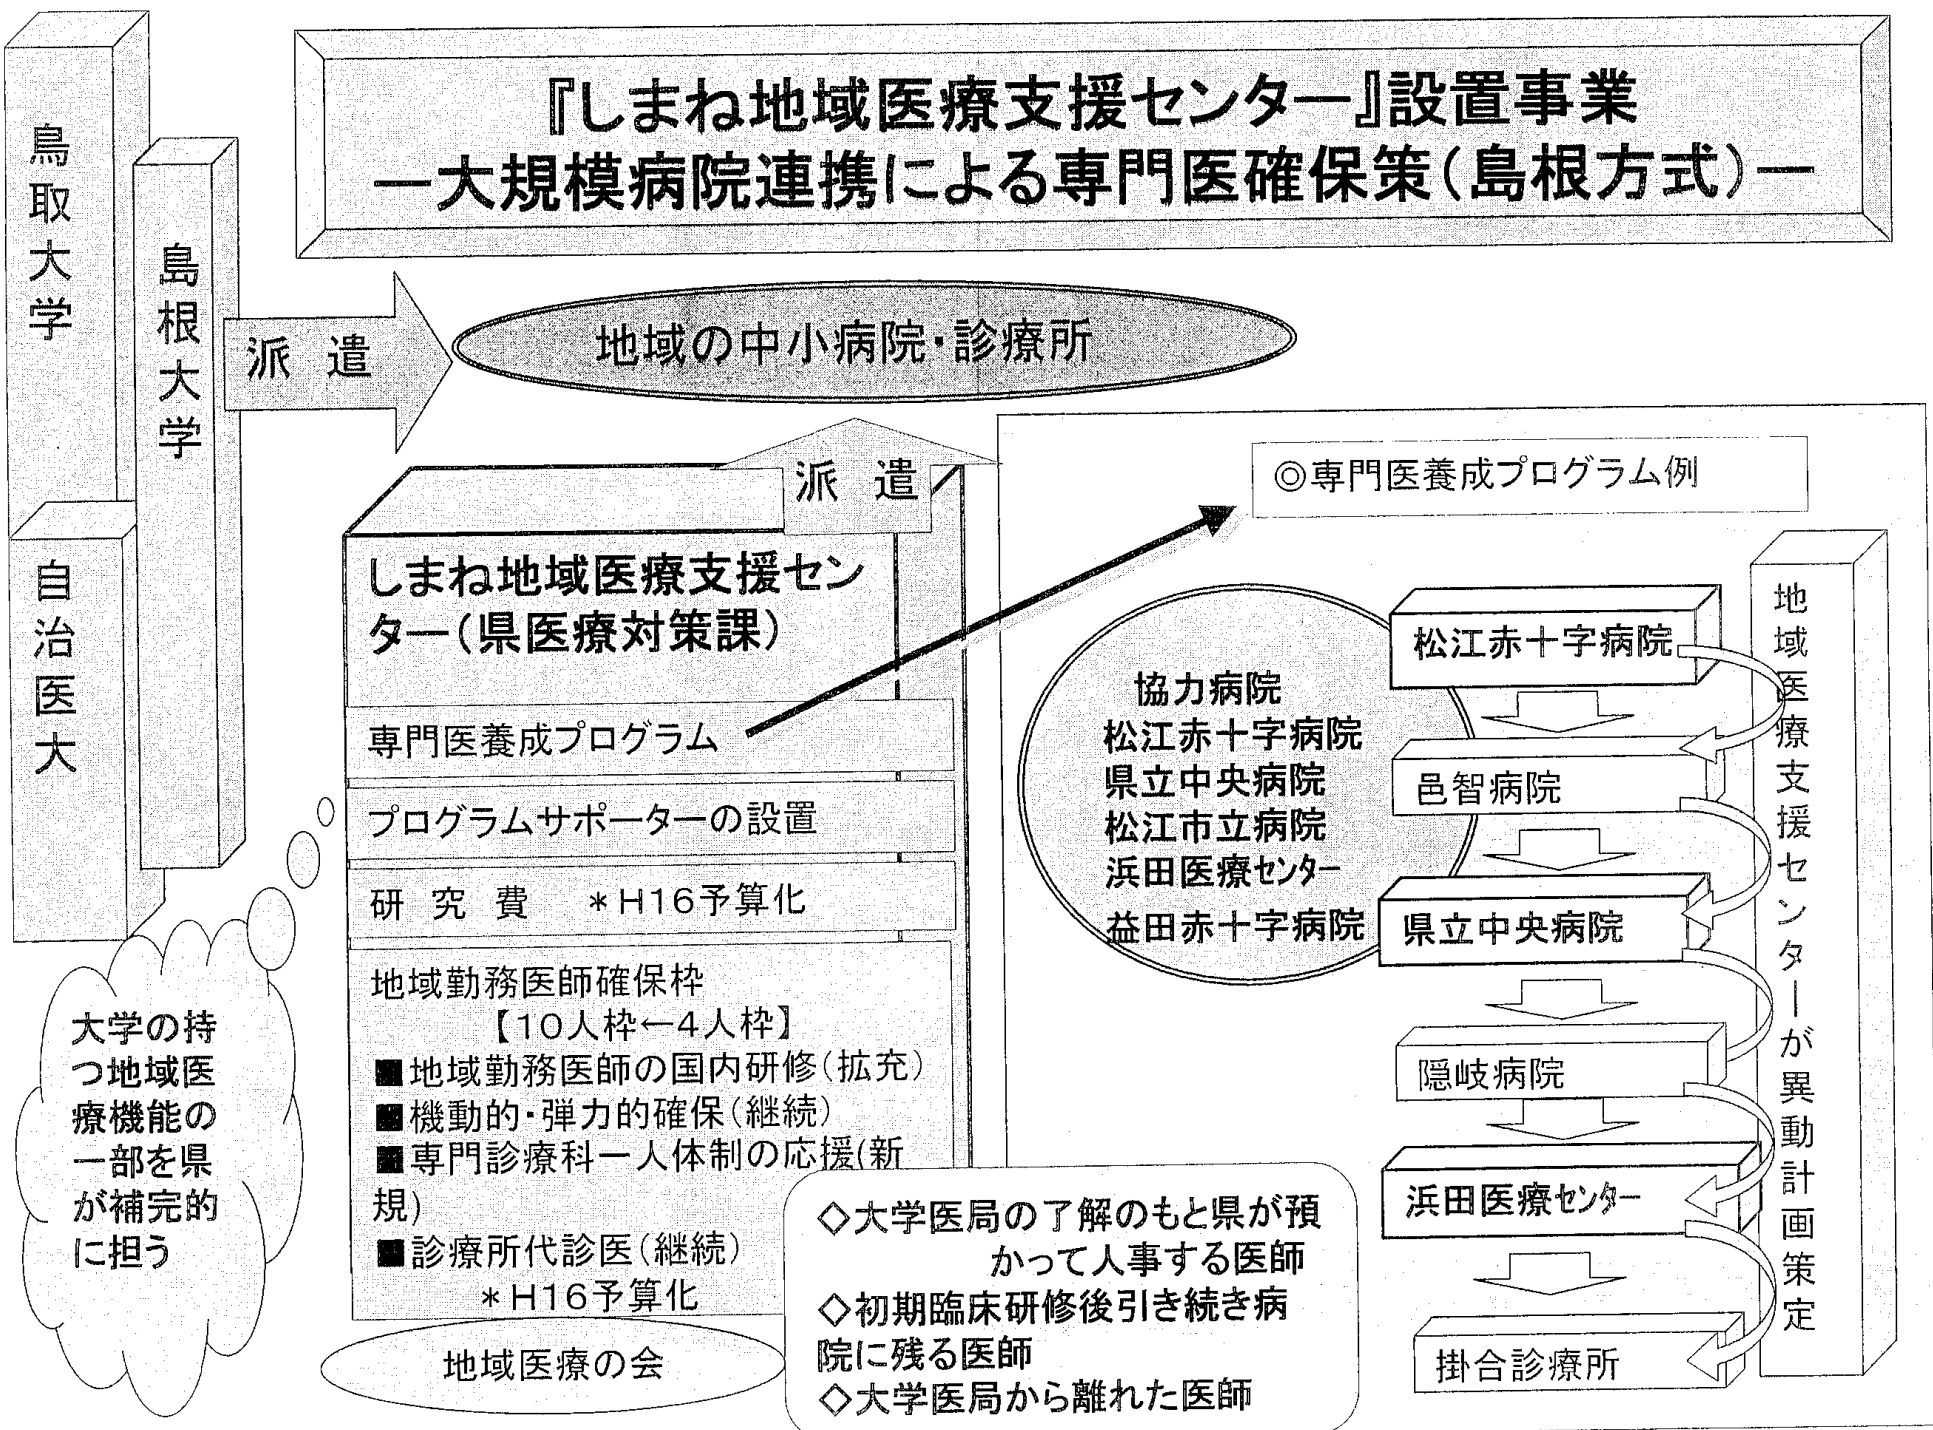 『しまね地域医療支援センター』設置事業
―大規模病院連携による専門医確保策(島根方式)―
鳥取大学
島根大学
自治医大
派 遣
地域の中小病院・診療所
派 遣
しまね地域医療支援セン
ター(県医療対策課)
専門医養成プログラム
プログラムサポーターの設置
研 究 費 *H16予算化
地域勤務医師確保枠
【10人枠←4人枠】
■地域勤務医師の国内研修(拡充)
■機動的・弾力的確保(継続)
■専門診療科一人体制の応援(新
規)
■診療所代診医(継続)
*H16予算化
地域医療の会
大学の持
つ地域医
療機能の
一部を県
が補完的
に担う
◇大学医局の了解のもと県が預
かって人事する医師
◇初期臨床研修後引き続き病
院に残る医師
◇大学医局から離れた医師
◎専門医養成プログラム例
協力病院
松江赤十字病院
県立中央病院
松江市立病院
浜田医療センター
益田赤十字病院
松江赤十字病院
邑智病院
県立中央病院
隠岐病院
浜田医療センター
掛合診療所
地域医療支援センターが異動計画策定